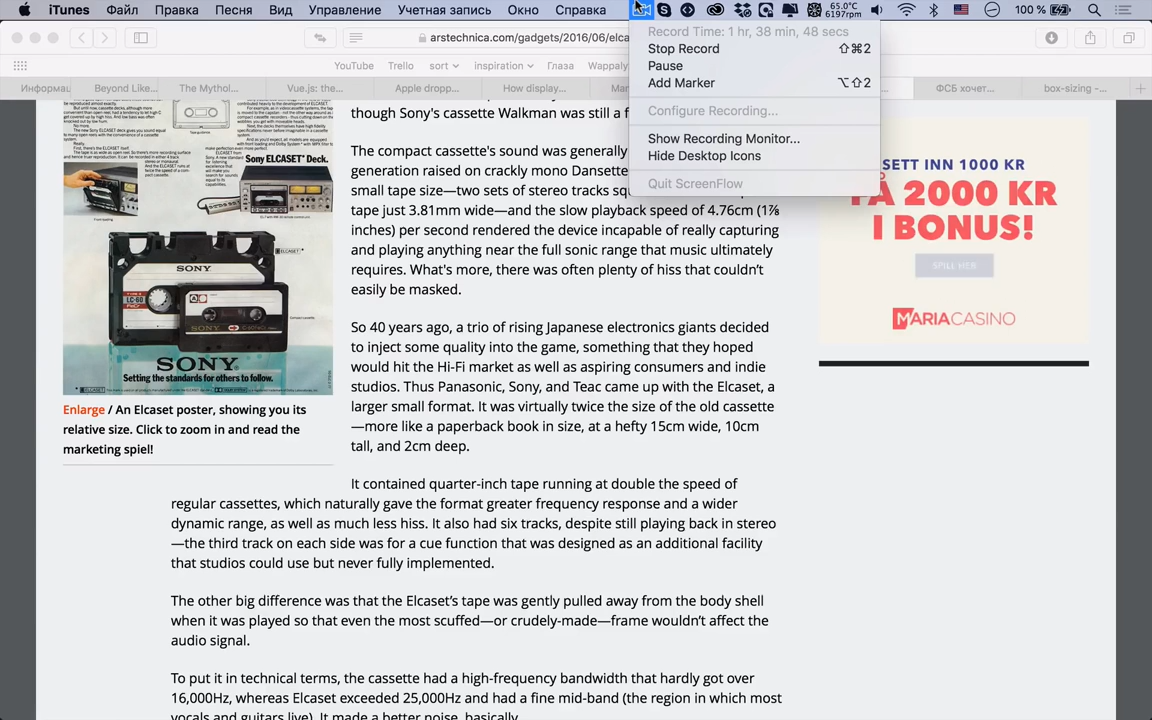 iTunes Файл Правка Песня Вид Управление Учетная запись Окно Справка 65.0°C 6197rpm 100 %
arstechnica.com/gadgets/2016/06/elca
YouTube Trello sort inspiration Глаза Wappaly
Информац Beyond Like... The Mythol... Vue.js: the... Apple dropp... How display... Mar ФСБ хочет... box-sizing -...
Record Time: 1 hr, 38 min, 48 secs
Stop Record ⇧⌘2
Pause
Add Marker ⌥⇧2
Configure Recording...
Show Recording Monitor...
Hide Desktop Icons
Quit ScreenFlow
Sony ELCASET Deck.
SONY
SONY
SONY
Setting the standards for others to follow.
Enlarge / An Elcaset poster, showing you its
relative size. Click to zoom in and read the
marketing spiel!
though Sony's cassette Walkman was still a f
The compact cassette's sound was generally
generation raised on crackly mono Dansette
small tape size—two sets of stereo tracks squ
tape just 3.81mm wide—and the slow playback speed of 4.76cm (1⅞
inches) per second rendered the device incapable of really capturing
and playing anything near the full sonic range that music ultimately
requires. What's more, there was often plenty of hiss that couldn't
easily be masked.
So 40 years ago, a trio of rising Japanese electronics giants decided
to inject some quality into the game, something that they hoped
would hit the Hi-Fi market as well as aspiring consumers and indie
studios. Thus Panasonic, Sony, and Teac came up with the Elcaset, a
larger small format. It was virtually twice the size of the old cassette
—more like a paperback book in size, at a hefty 15cm wide, 10cm
tall, and 2cm deep.
It contained quarter-inch tape running at double the speed of
regular cassettes, which naturally gave the format greater frequency response and a wider
dynamic range, as well as much less hiss. It also had six tracks, despite still playing back in stereo
—the third track on each side was for a cue function that was designed as an additional facility
that studios could use but never fully implemented.
The other big difference was that the Elcaset's tape was gently pulled away from the body shell
when it was played so that even the most scuffed—or crudely-made—frame wouldn't affect the
audio signal.
To put it in technical terms, the cassette had a high-frequency bandwidth that hardly got over
16,000Hz, whereas Elcaset exceeded 25,000Hz and had a fine mid-band (the region in which most
vocals and guitars live). It made a better noise, basically.
SETT INN 1000 KR
FÅ 2000 KR
I BONUS!
SPILL HER
MARIACASINO